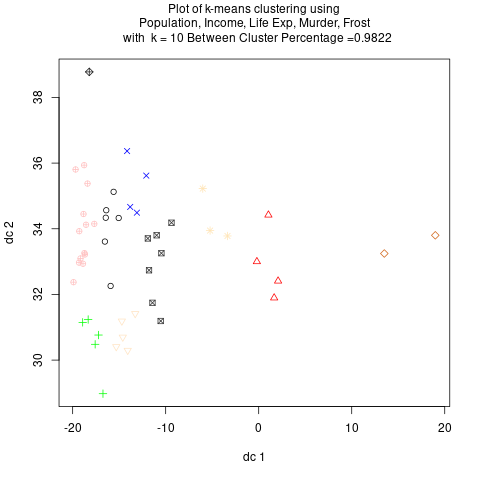 Plot of k-means clustering using
Population, Income, Life Exp, Murder, Frost
with k = 10 Between Cluster Percentage =0.9822
38
36
34
32
30
dc 2
-20 -10 0 10 20
dc 1